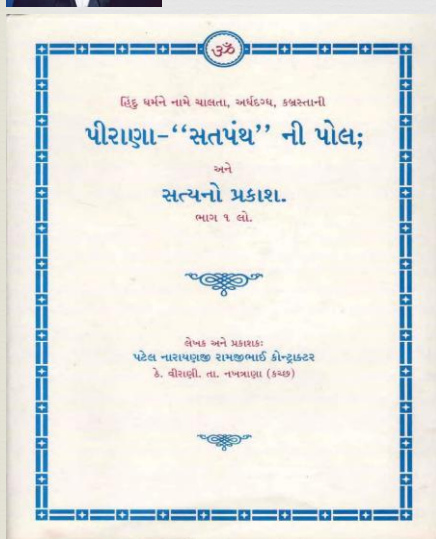 ૐ
હિંદુ ધર્મને નામે ચાલતા, અર્ધદગ્ધ, કબ્રસ્તાની
પીરાણા-‘‘સતપંથ’’ ની પોલ;
અને
સત્યનો પ્રકાશ.
ભાગ ૧ લો.
લેખક અને પ્રકાશકઃ
પટેલ નારાયણજી રામજીભાઈ કોન્ટ્રાક્ટર
કે. વીરાણી. તા. નખત્રાણા (કચ્છ)